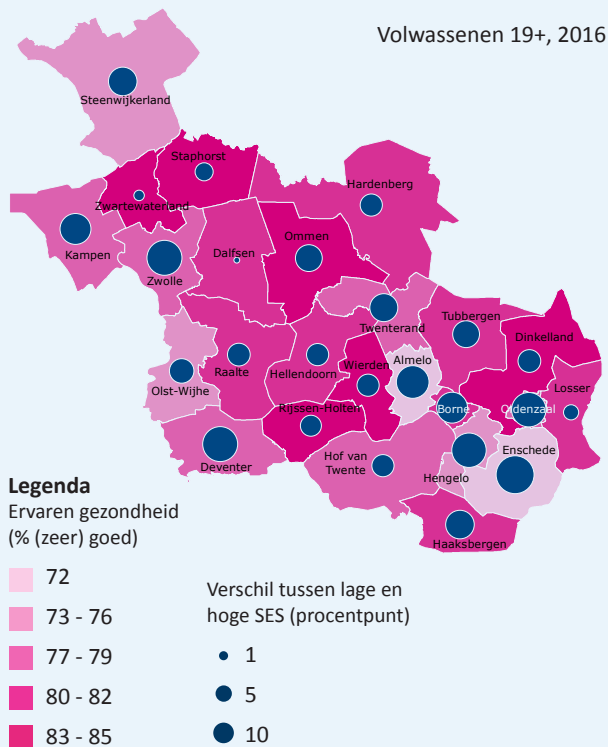 Volwassenen 19+, 2016
Steenwijkerland
Staphorst
Zwartewaterland
Hardenberg
Kampen
Zwolle
Dalfsen
Ommen
Twenterand
Tubbergen
Dinkelland
Almelo
Wierden
Hellendoorn
Raalte
Olst-Wijhe
Losser
Borne
Oldenzaal
Rijssen-Holten
Deventer
Hof van
Twente
Hengelo
Enschede
Haaksbergen
Legenda
Ervaren gezondheid
(% (zeer) goed)
72
73 - 76
77 - 79
80 - 82
83 - 85
Verschil tussen lage en
hoge SES (procentpunt)
1
5
10